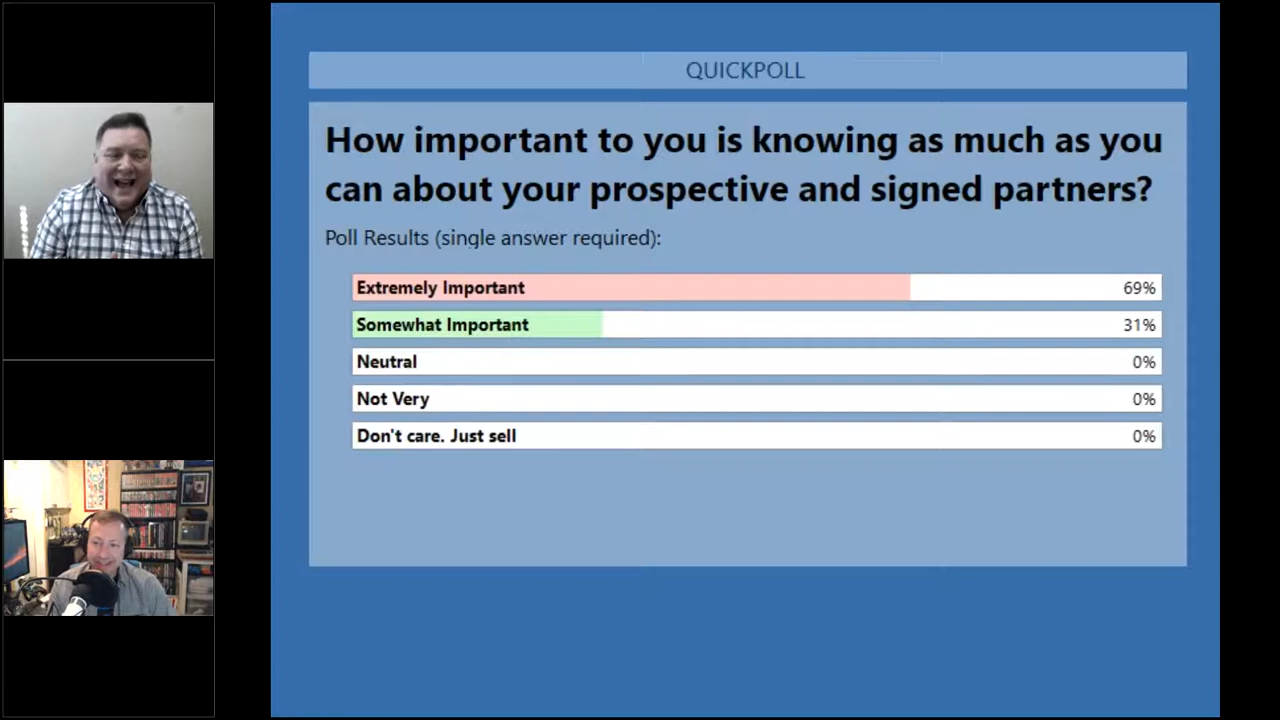 QUICKPOLL
How important to you is knowing as much as you
can about your prospective and signed partners?
Poll Results (single answer required):
Extremely Important 69%
Somewhat Important 31%
Neutral 0%
Not Very 0%
Don't care. Just sell 0%